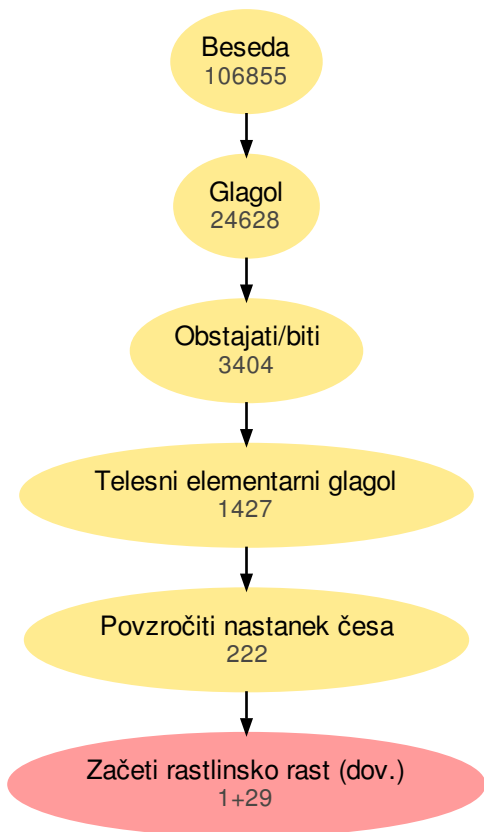 Beseda
106855
Glagol
24628
Obstajati/biti
3404
Telesni elementarni glagol
1427
Povzročiti nastanek česa
222
Začeti rastlinsko rast (dov.)
1+29